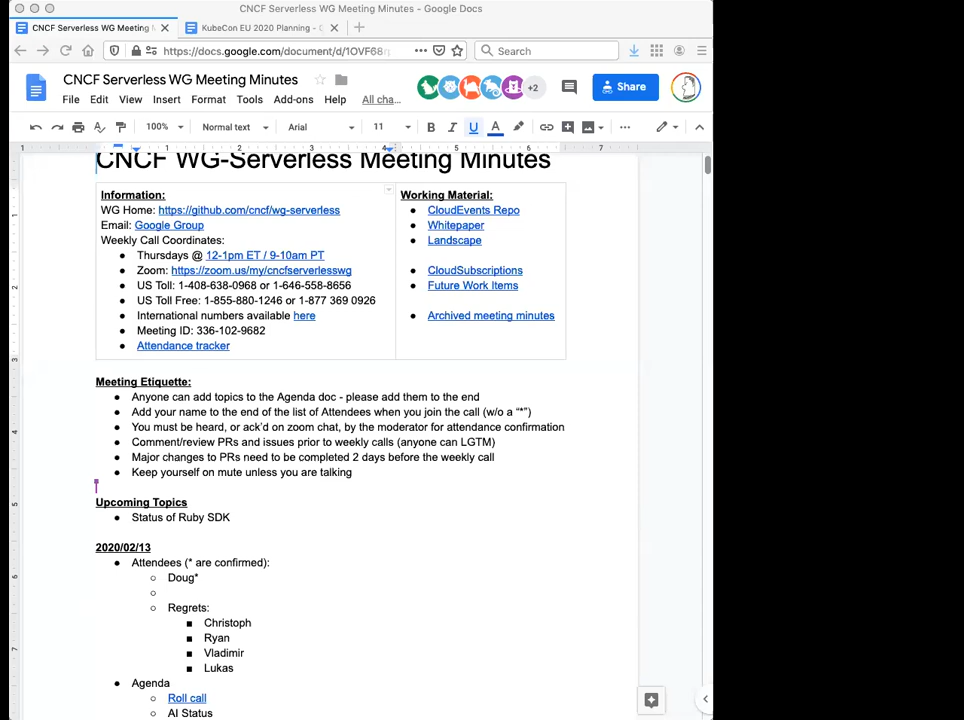 CNCF Serverless WG Meeting Minutes - Google Docs
CNCF Serverless WG Meeting
KubeCon EU 2020 Planning -
https://docs.google.com/document/d/1OVF68r
Search
CNCF Serverless WG Meeting Minutes
File Edit View Insert Format Tools Add-ons Help All cha...
+2
Share
100% Normal text Arial 11 B I U A
1 1 2 3 4 5 6 7
CNCF WG-Serverless Meeting Minutes
Information:
WG Home: https://github.com/cncf/wg-serverless
Email: Google Group
Weekly Call Coordinates:
● Thursdays @ 12-1pm ET / 9-10am PT
● Zoom: https://zoom.us/my/cncfserverlesswg
● US Toll: 1-408-638-0968 or 1-646-558-8656
● US Toll Free: 1-855-880-1246 or 1-877 369 0926
● International numbers available here
● Meeting ID: 336-102-9682
● Attendance tracker
Working Material:
● CloudEvents Repo
● Whitepaper
● Landscape
● CloudSubscriptions
● Future Work Items
● Archived meeting minutes
Meeting Etiquette:
● Anyone can add topics to the Agenda doc - please add them to the end
● Add your name to the end of the list of Attendees when you join the call (w/o a "*")
● You must be heard, or ack'd on zoom chat, by the moderator for attendance confirmation
● Comment/review PRs and issues prior to weekly calls (anyone can LGTM)
● Major changes to PRs need to be completed 2 days before the weekly call
● Keep yourself on mute unless you are talking
Upcoming Topics
● Status of Ruby SDK
2020/02/13
● Attendees (* are confirmed):
○ Doug*
○
○ Regrets:
■ Christoph
■ Ryan
■ Vladimir
■ Lukas
● Agenda
○ Roll call
○ AI Status